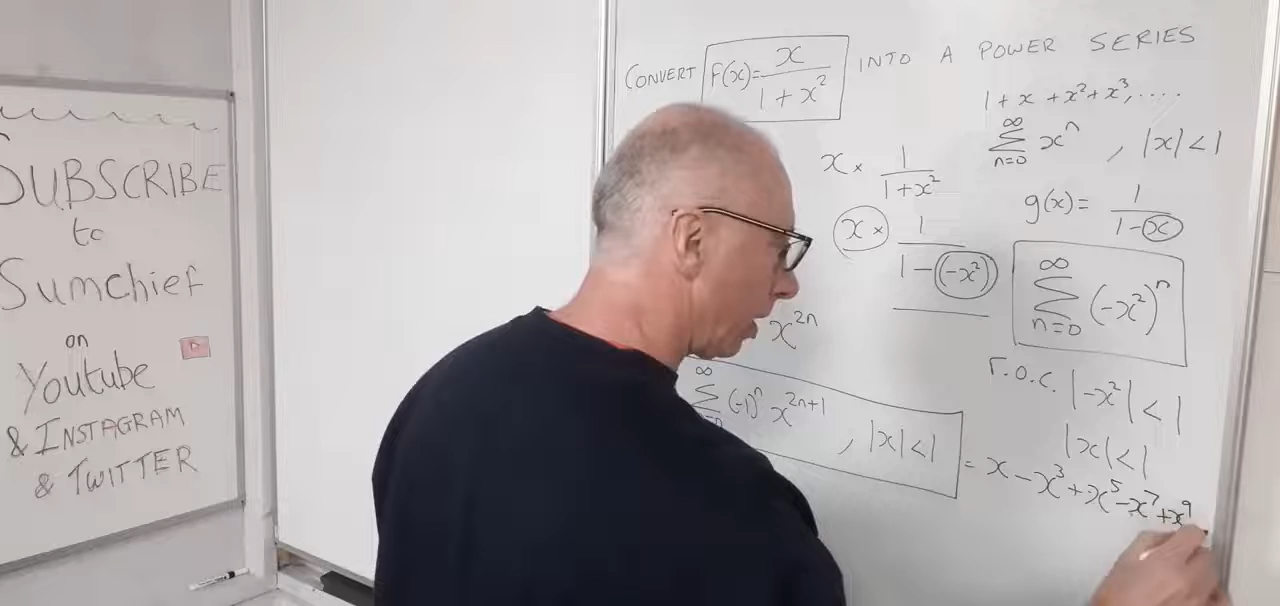 SUBSCRIBE
to
Sumchief
on
Youtube
& INSTAGRAM
& TWITTER
CONVERT F(x)= x/(1+x²) INTO A POWER SERIES
1 + x + x² + x³, ....
∑ n=0 ∞ xⁿ , |x|<1
g(x)= 1/(1-x)
x × 1/(1+x²)
x × 1/(1-(-x²))
∑ n=0 ∞ (-x²)ⁿ
x²ⁿ
r.o.c. |-x²|<1
|x|<1
∞ ∑ (-1)ⁿ x²ⁿ⁺¹ , |x|<1
= x - x³ + x⁵ - x⁷ + x⁹